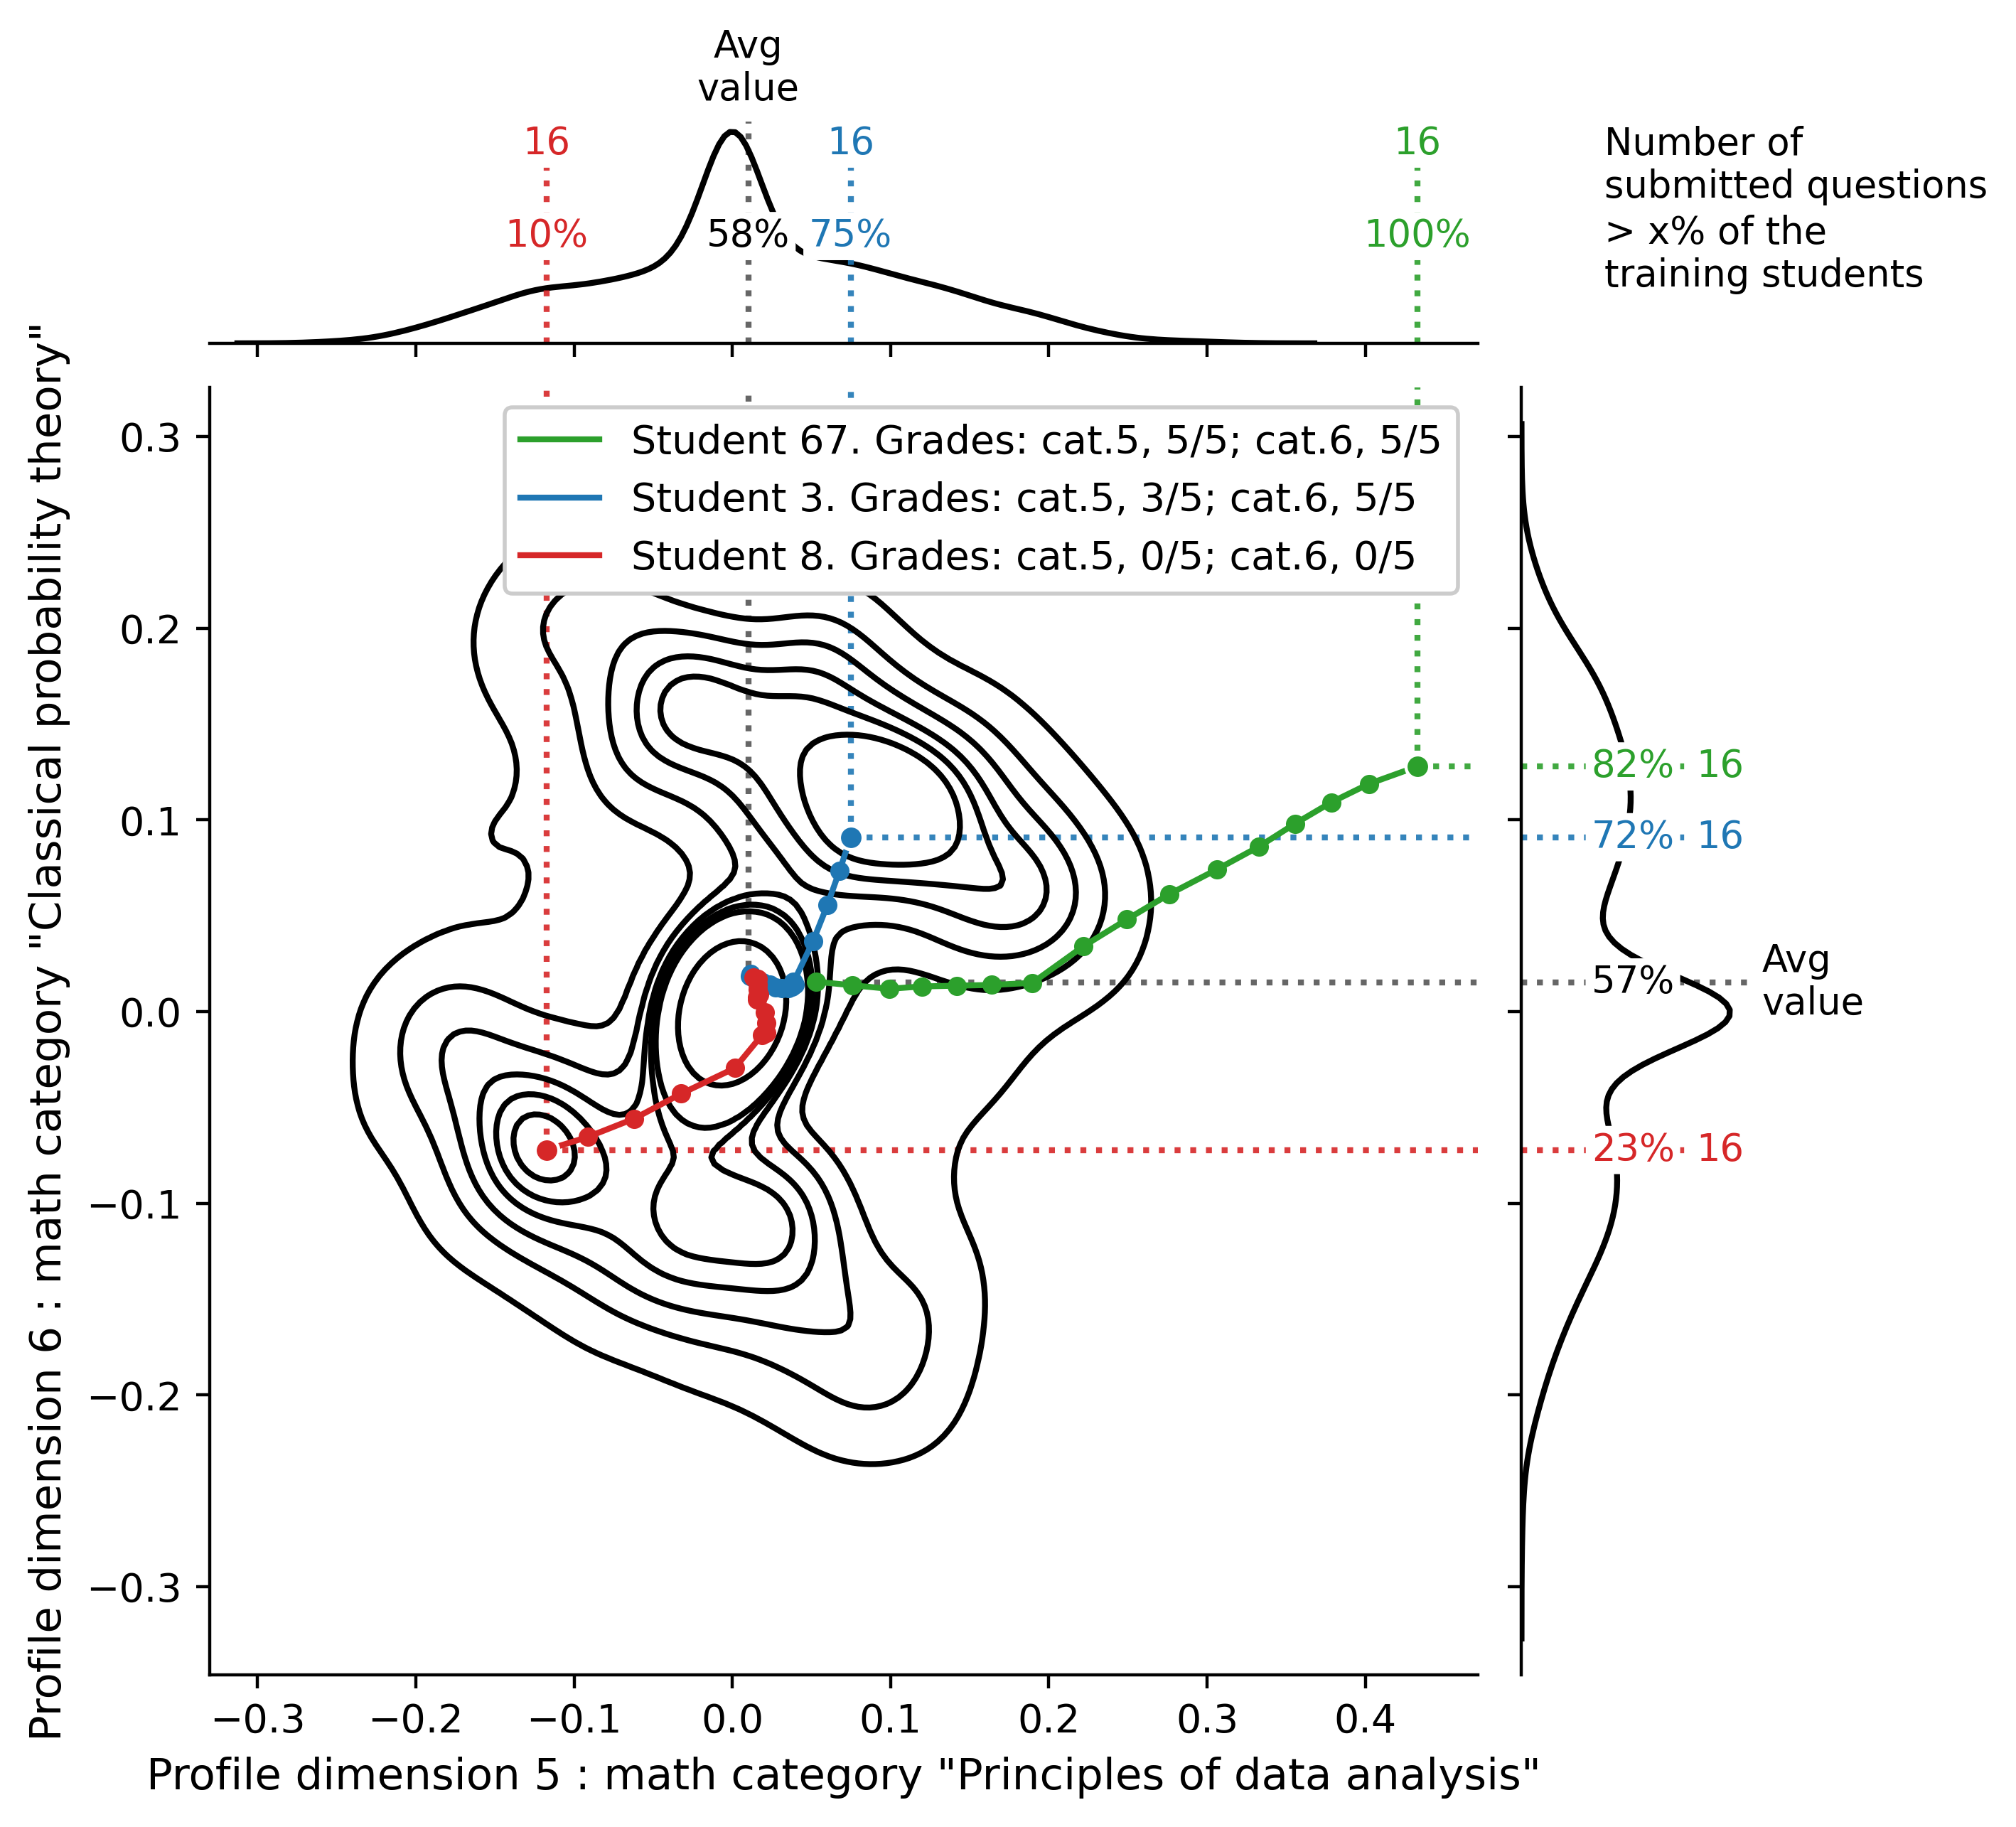 Avg
value
16
16
16
10%
58%
75%
100%
Number of
submitted questions
> x% of the
training students
Profile dimension 6 : math category "Classical probability theory"
0.3
0.2
0.1
0.0
−0.1
−0.2
−0.3
Student 67. Grades: cat.5, 5/5; cat.6, 5/5
Student 3. Grades: cat.5, 3/5; cat.6, 5/5
Student 8. Grades: cat.5, 0/5; cat.6, 0/5
82% 16
72% 16
57%
Avg
value
23% 16
−0.3
−0.2
−0.1
0.0
0.1
0.2
0.3
0.4
Profile dimension 5 : math category "Principles of data analysis"